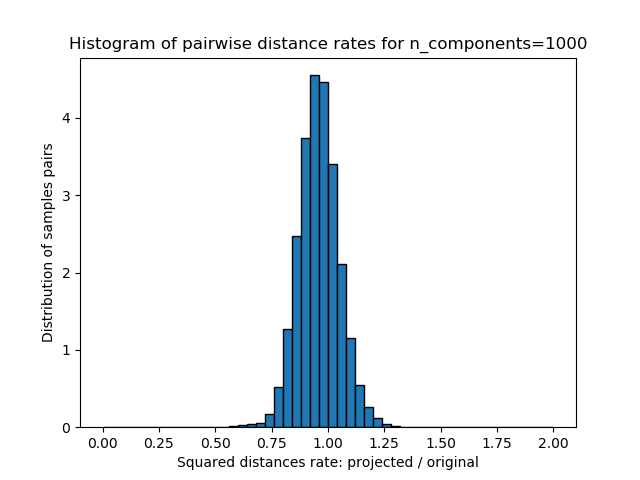 Histogram of pairwise distance rates for n_components=1000
Distribution of samples pairs
4
3
2
1
0
0.00 0.25 0.50 0.75 1.00 1.25 1.50 1.75 2.00
Squared distances rate: projected / original